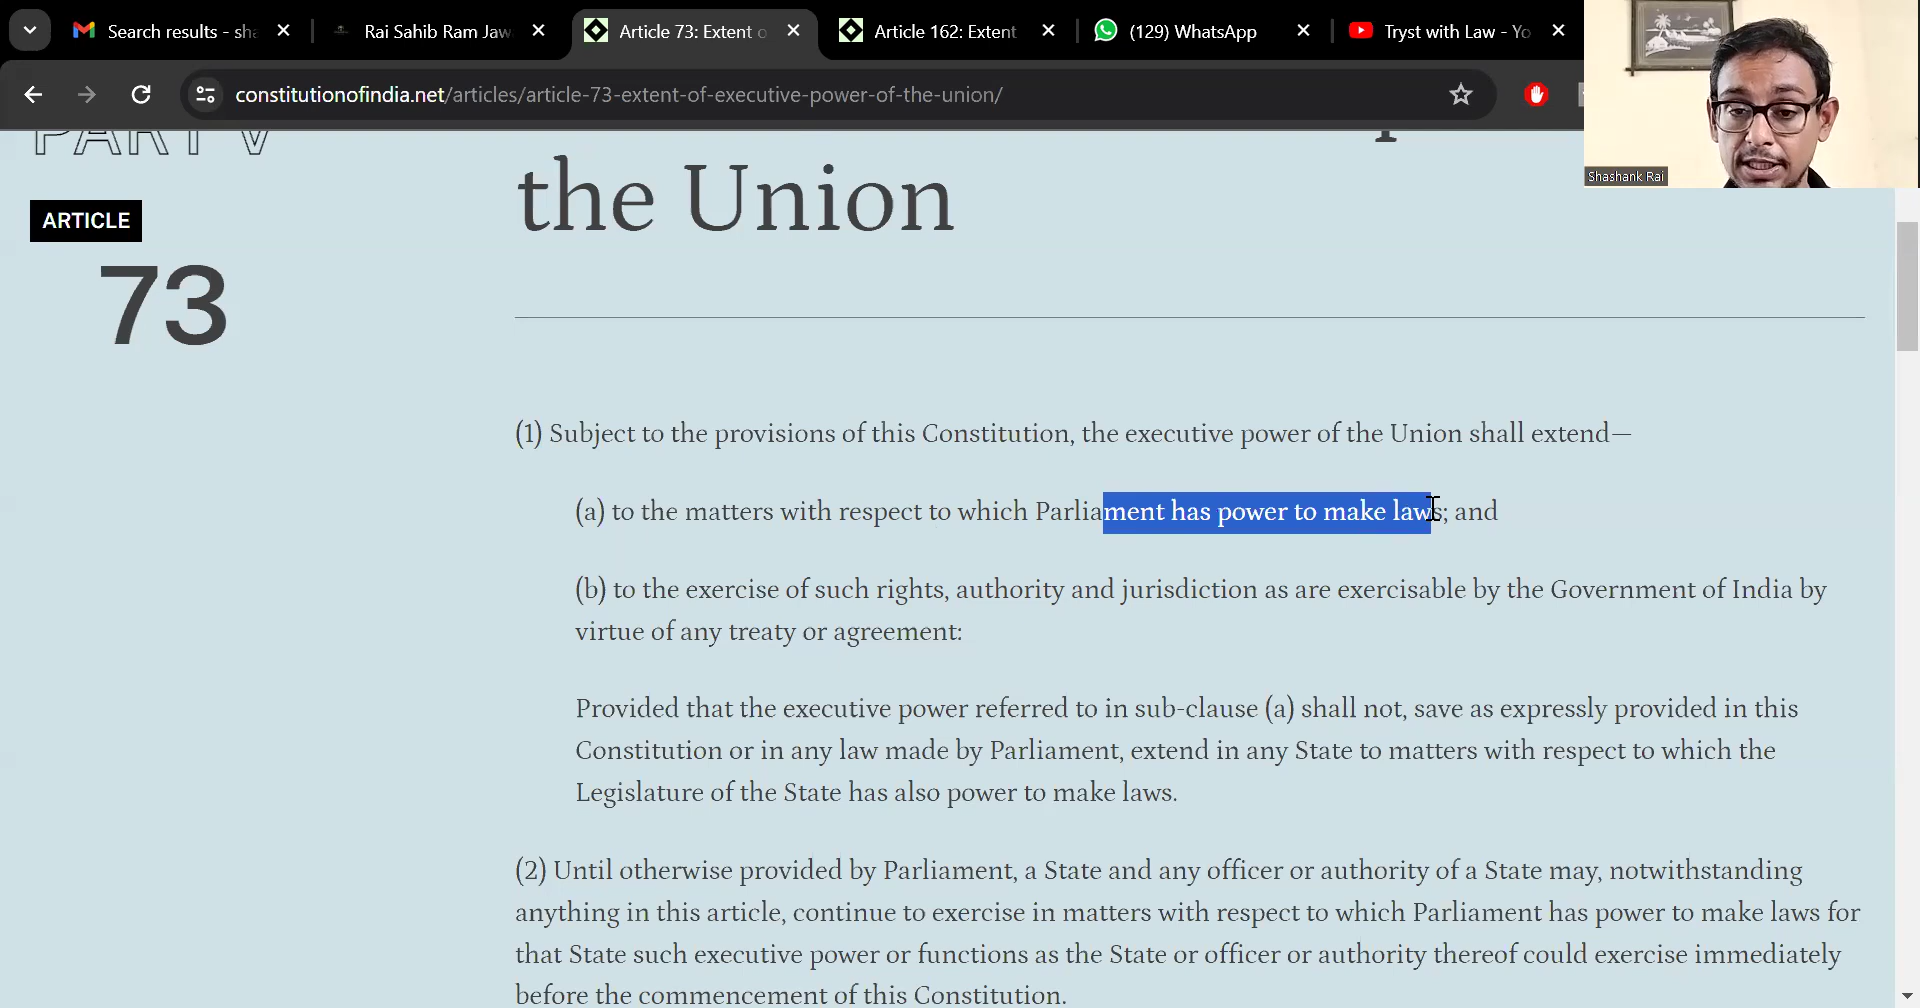 Search results - sha
Rai Sahib Ram Jaw
Article 73: Extent o
Article 162: Extent
(129) WhatsApp
Tryst with Law - Yo
constitutionofindia.net/articles/article-73-extent-of-executive-power-of-the-union/
Shashank Rai
PART V
the Union
ARTICLE
73
(1) Subject to the provisions of this Constitution, the executive power of the Union shall extend—
(a) to the matters with respect to which Parliament has power to make laws; and
(b) to the exercise of such rights, authority and jurisdiction as are exercisable by the Government of India by
virtue of any treaty or agreement:
Provided that the executive power referred to in sub-clause (a) shall not, save as expressly provided in this
Constitution or in any law made by Parliament, extend in any State to matters with respect to which the
Legislature of the State has also power to make laws.
(2) Until otherwise provided by Parliament, a State and any officer or authority of a State may, notwithstanding
anything in this article, continue to exercise in matters with respect to which Parliament has power to make laws for
that State such executive power or functions as the State or officer or authority thereof could exercise immediately
before the commencement of this Constitution.